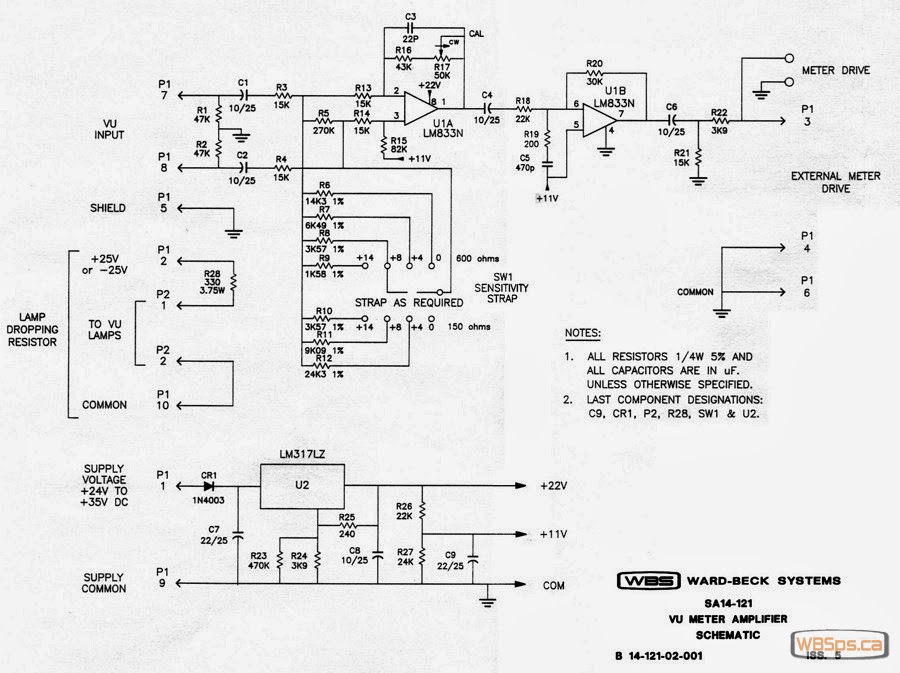 C3
22P
CAL
CW
R16
43K
R17
50K
+22V
P1
7
C1
10/25
R3
15K
R13
15K
2
8
1
U1A
LM833N
3
C4
10/25
R18
22K
R20
30K
U1B
LM833N
6
7
5
4
C6
10/25
R22
3K9
METER DRIVE
P1
3
VU
INPUT
R1
47K
R2
47K
R5
270K
R14
15K
R15
82K
+11V
R19
200
C5
470p
+11V
R21
15K
P1
8
C2
10/25
R4
15K
EXTERNAL METER
DRIVE
SHIELD
P1
5
R6
14K3 1%
R7
6K49 1%
R8
3K57 1%
R9
1K58 1%
+14
+8
+4
0
600 ohms
SW1
SENSITIVITY
STRAP
STRAP AS REQUIRED
R10
3K57 1%
+14
+8
+4
0
150 ohms
R11
9K09 1%
R12
24K3 1%
P1
4
P1
6
COMMON
+25V
or -25V
P1
2
R28
330
3.75W
LAMP
DROPPING
RESISTOR
TO VU
LAMPS
P2
1
P2
2
COMMON
P1
10
NOTES:
1. ALL RESISTORS 1/4W 5% AND
ALL CAPACITORS ARE IN uF.
UNLESS OTHERWISE SPECIFIED.
2. LAST COMPONENT DESIGNATIONS:
C9, CR1, P2, R28, SW1 & U2.
SUPPLY
VOLTAGE
+24V TO
+35V DC
P1
1
CR1
1N4003
LM317LZ
U2
+22V
C7
22/25
R25
240
R26
22K
+11V
R23
470K
R24
3K9
C8
10/25
R27
24K
C9
22/25
SUPPLY
COMMON
P1
9
COM
WBS WARD-BECK SYSTEMS
SA14-121
VU METER AMPLIFIER
SCHEMATIC
B 14-121-02-001
ISS. 5
WBSps.ca